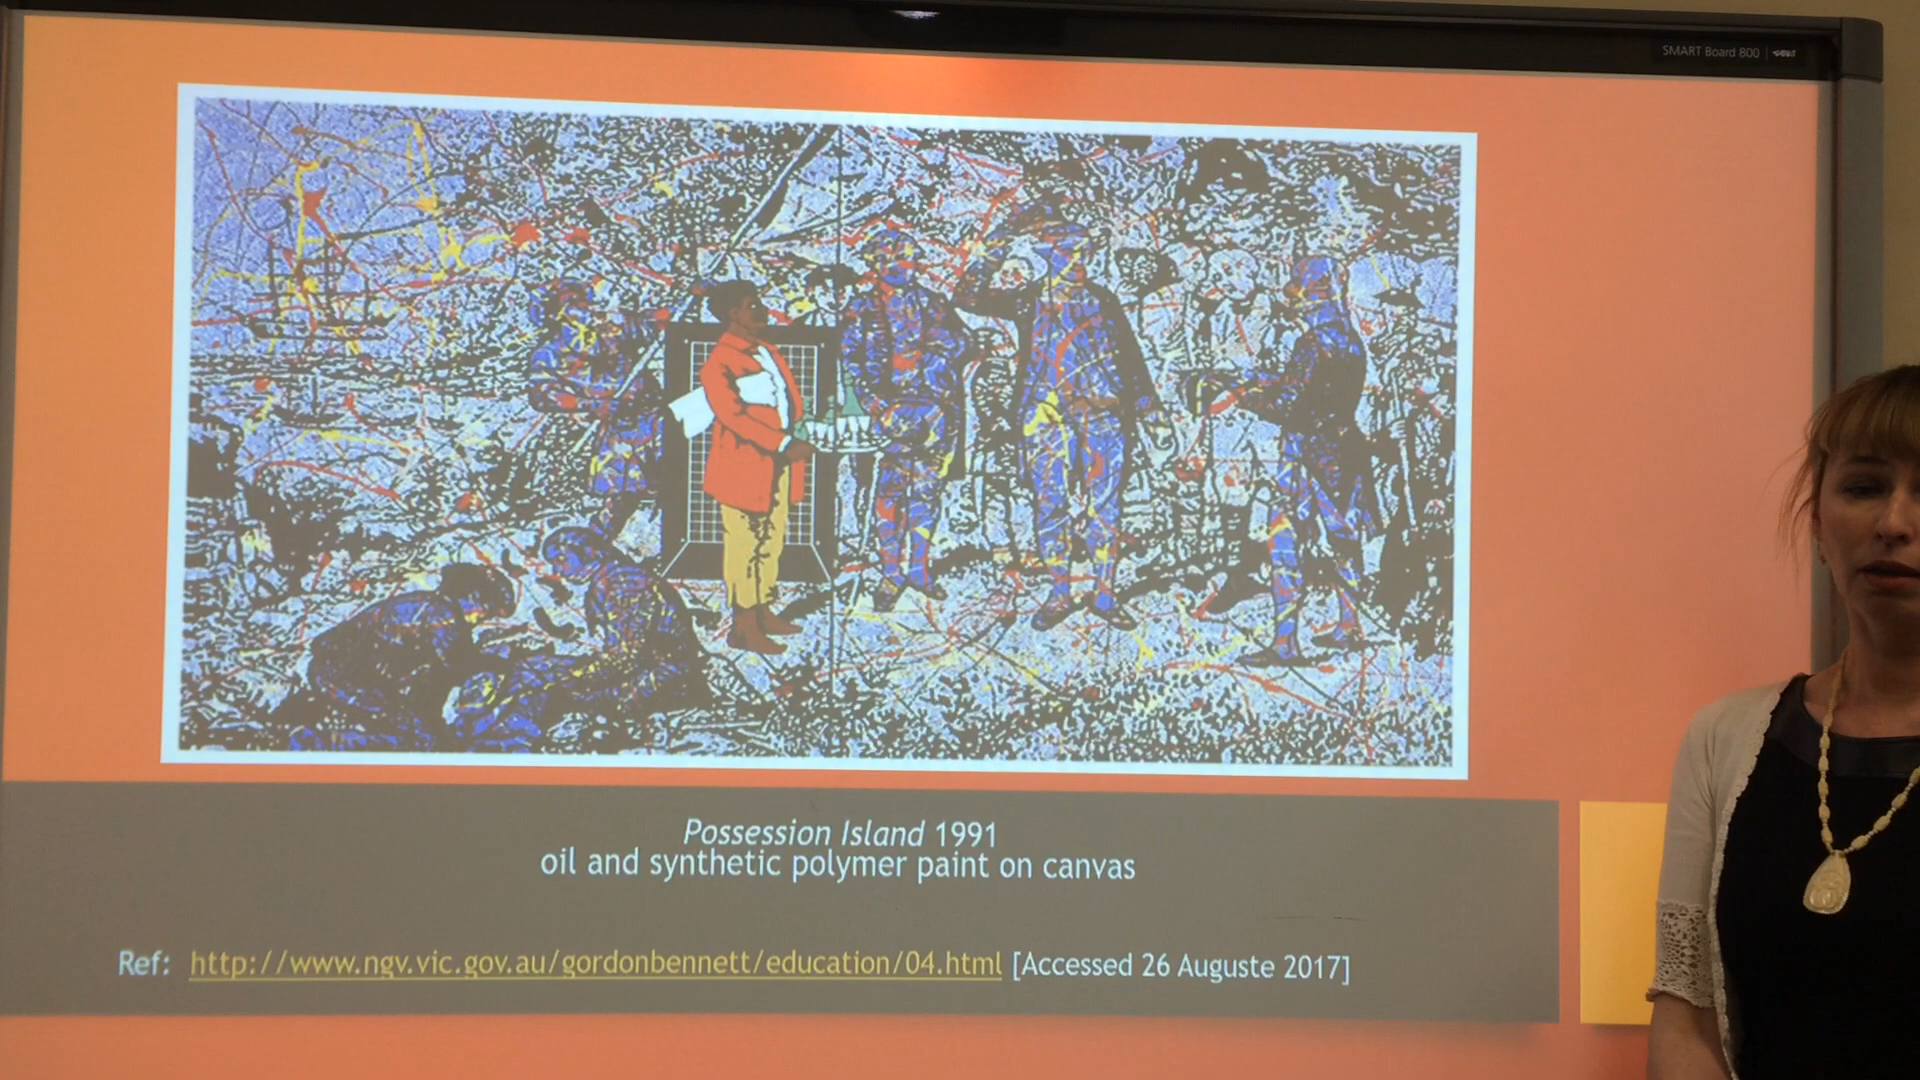 SMART Board 800
Possession Island 1991
oil and synthetic polymer paint on canvas
Ref: http://www.ngv.vic.gov.au/gordonbennett/education/04.html [Accessed 26 Auguste 2017]